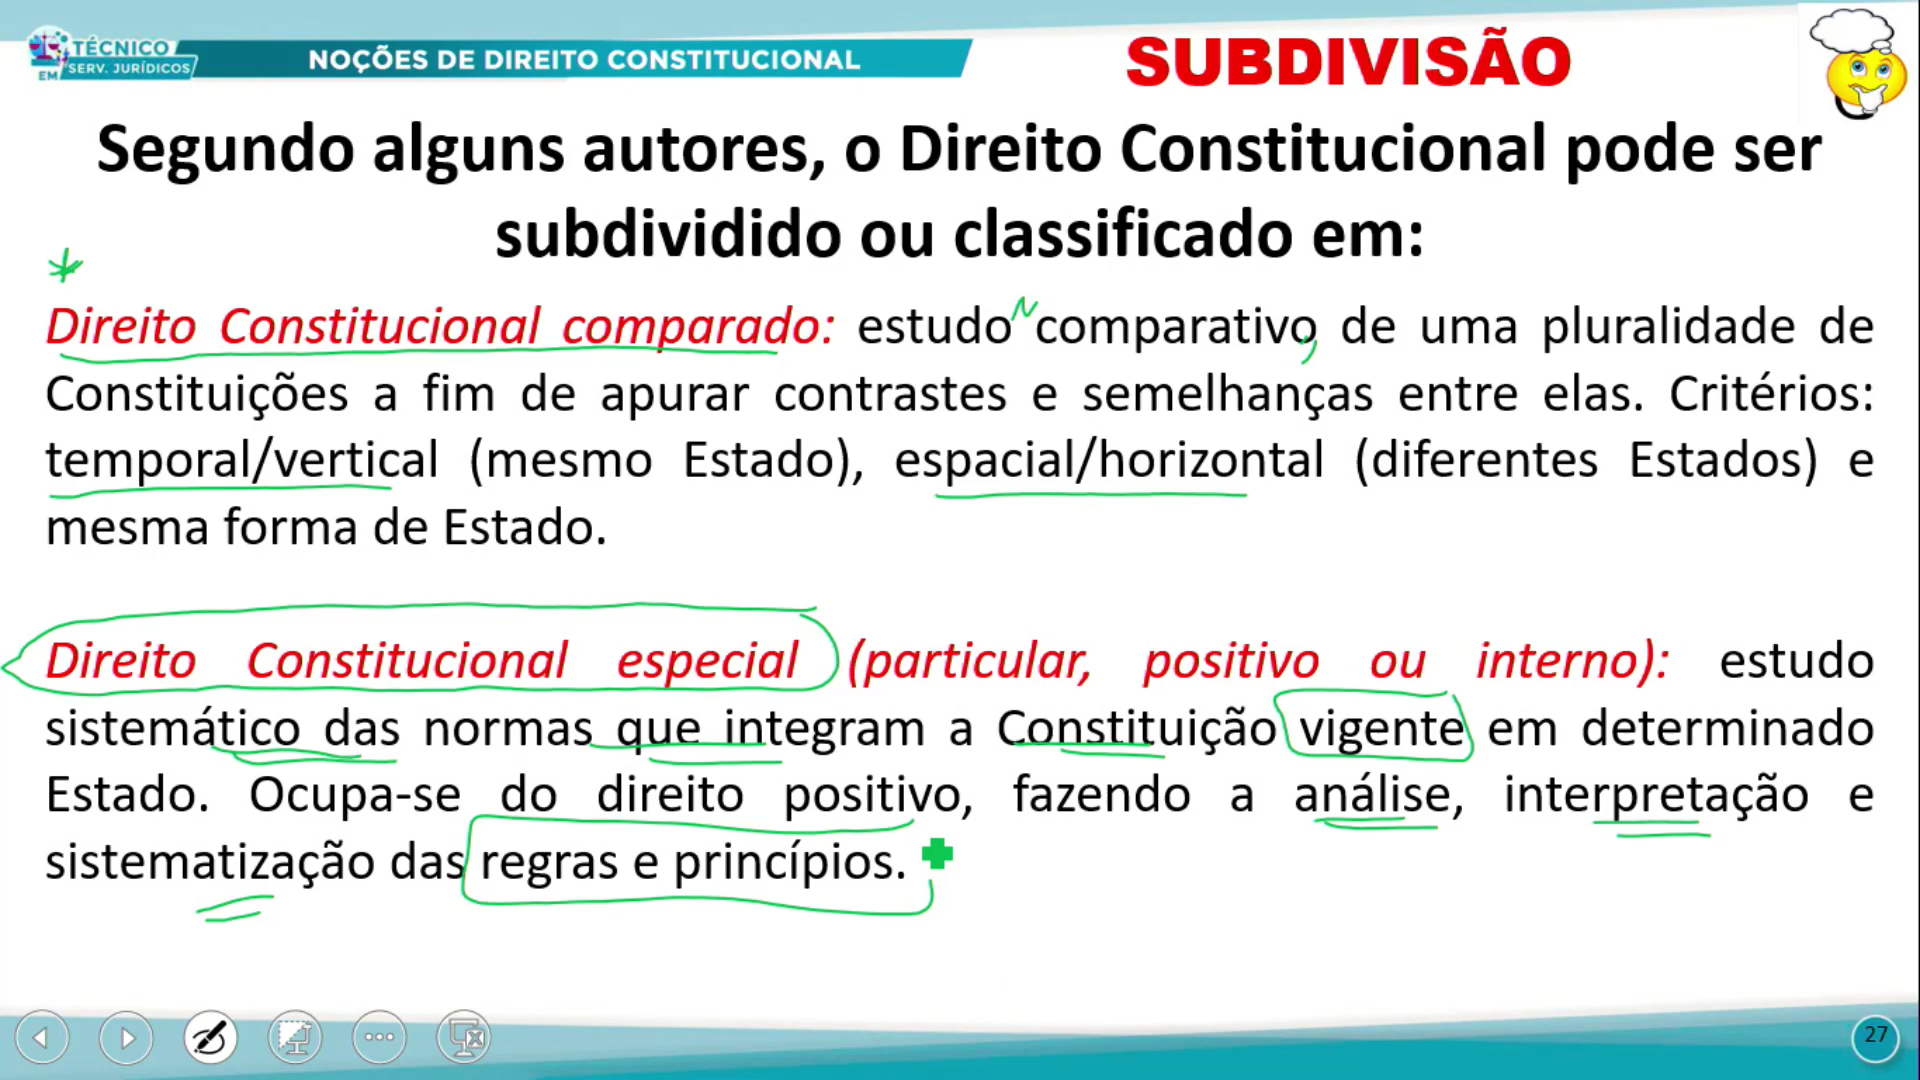 TÉCNICO
EM SERV. JURÍDICOS
NOÇÕES DE DIREITO CONSTITUCIONAL
SUBDIVISÃO
Segundo alguns autores, o Direito Constitucional pode ser
subdividido ou classificado em:
Direito Constitucional comparado: estudo comparativo de uma pluralidade de
Constituições a fim de apurar contrastes e semelhanças entre elas. Critérios:
temporal/vertical (mesmo Estado), espacial/horizontal (diferentes Estados) e
mesma forma de Estado.
Direito Constitucional especial (particular, positivo ou interno): estudo
sistemático das normas que integram a Constituição vigente em determinado
Estado. Ocupa-se do direito positivo, fazendo a análise, interpretação e
sistematização das regras e princípios.
27